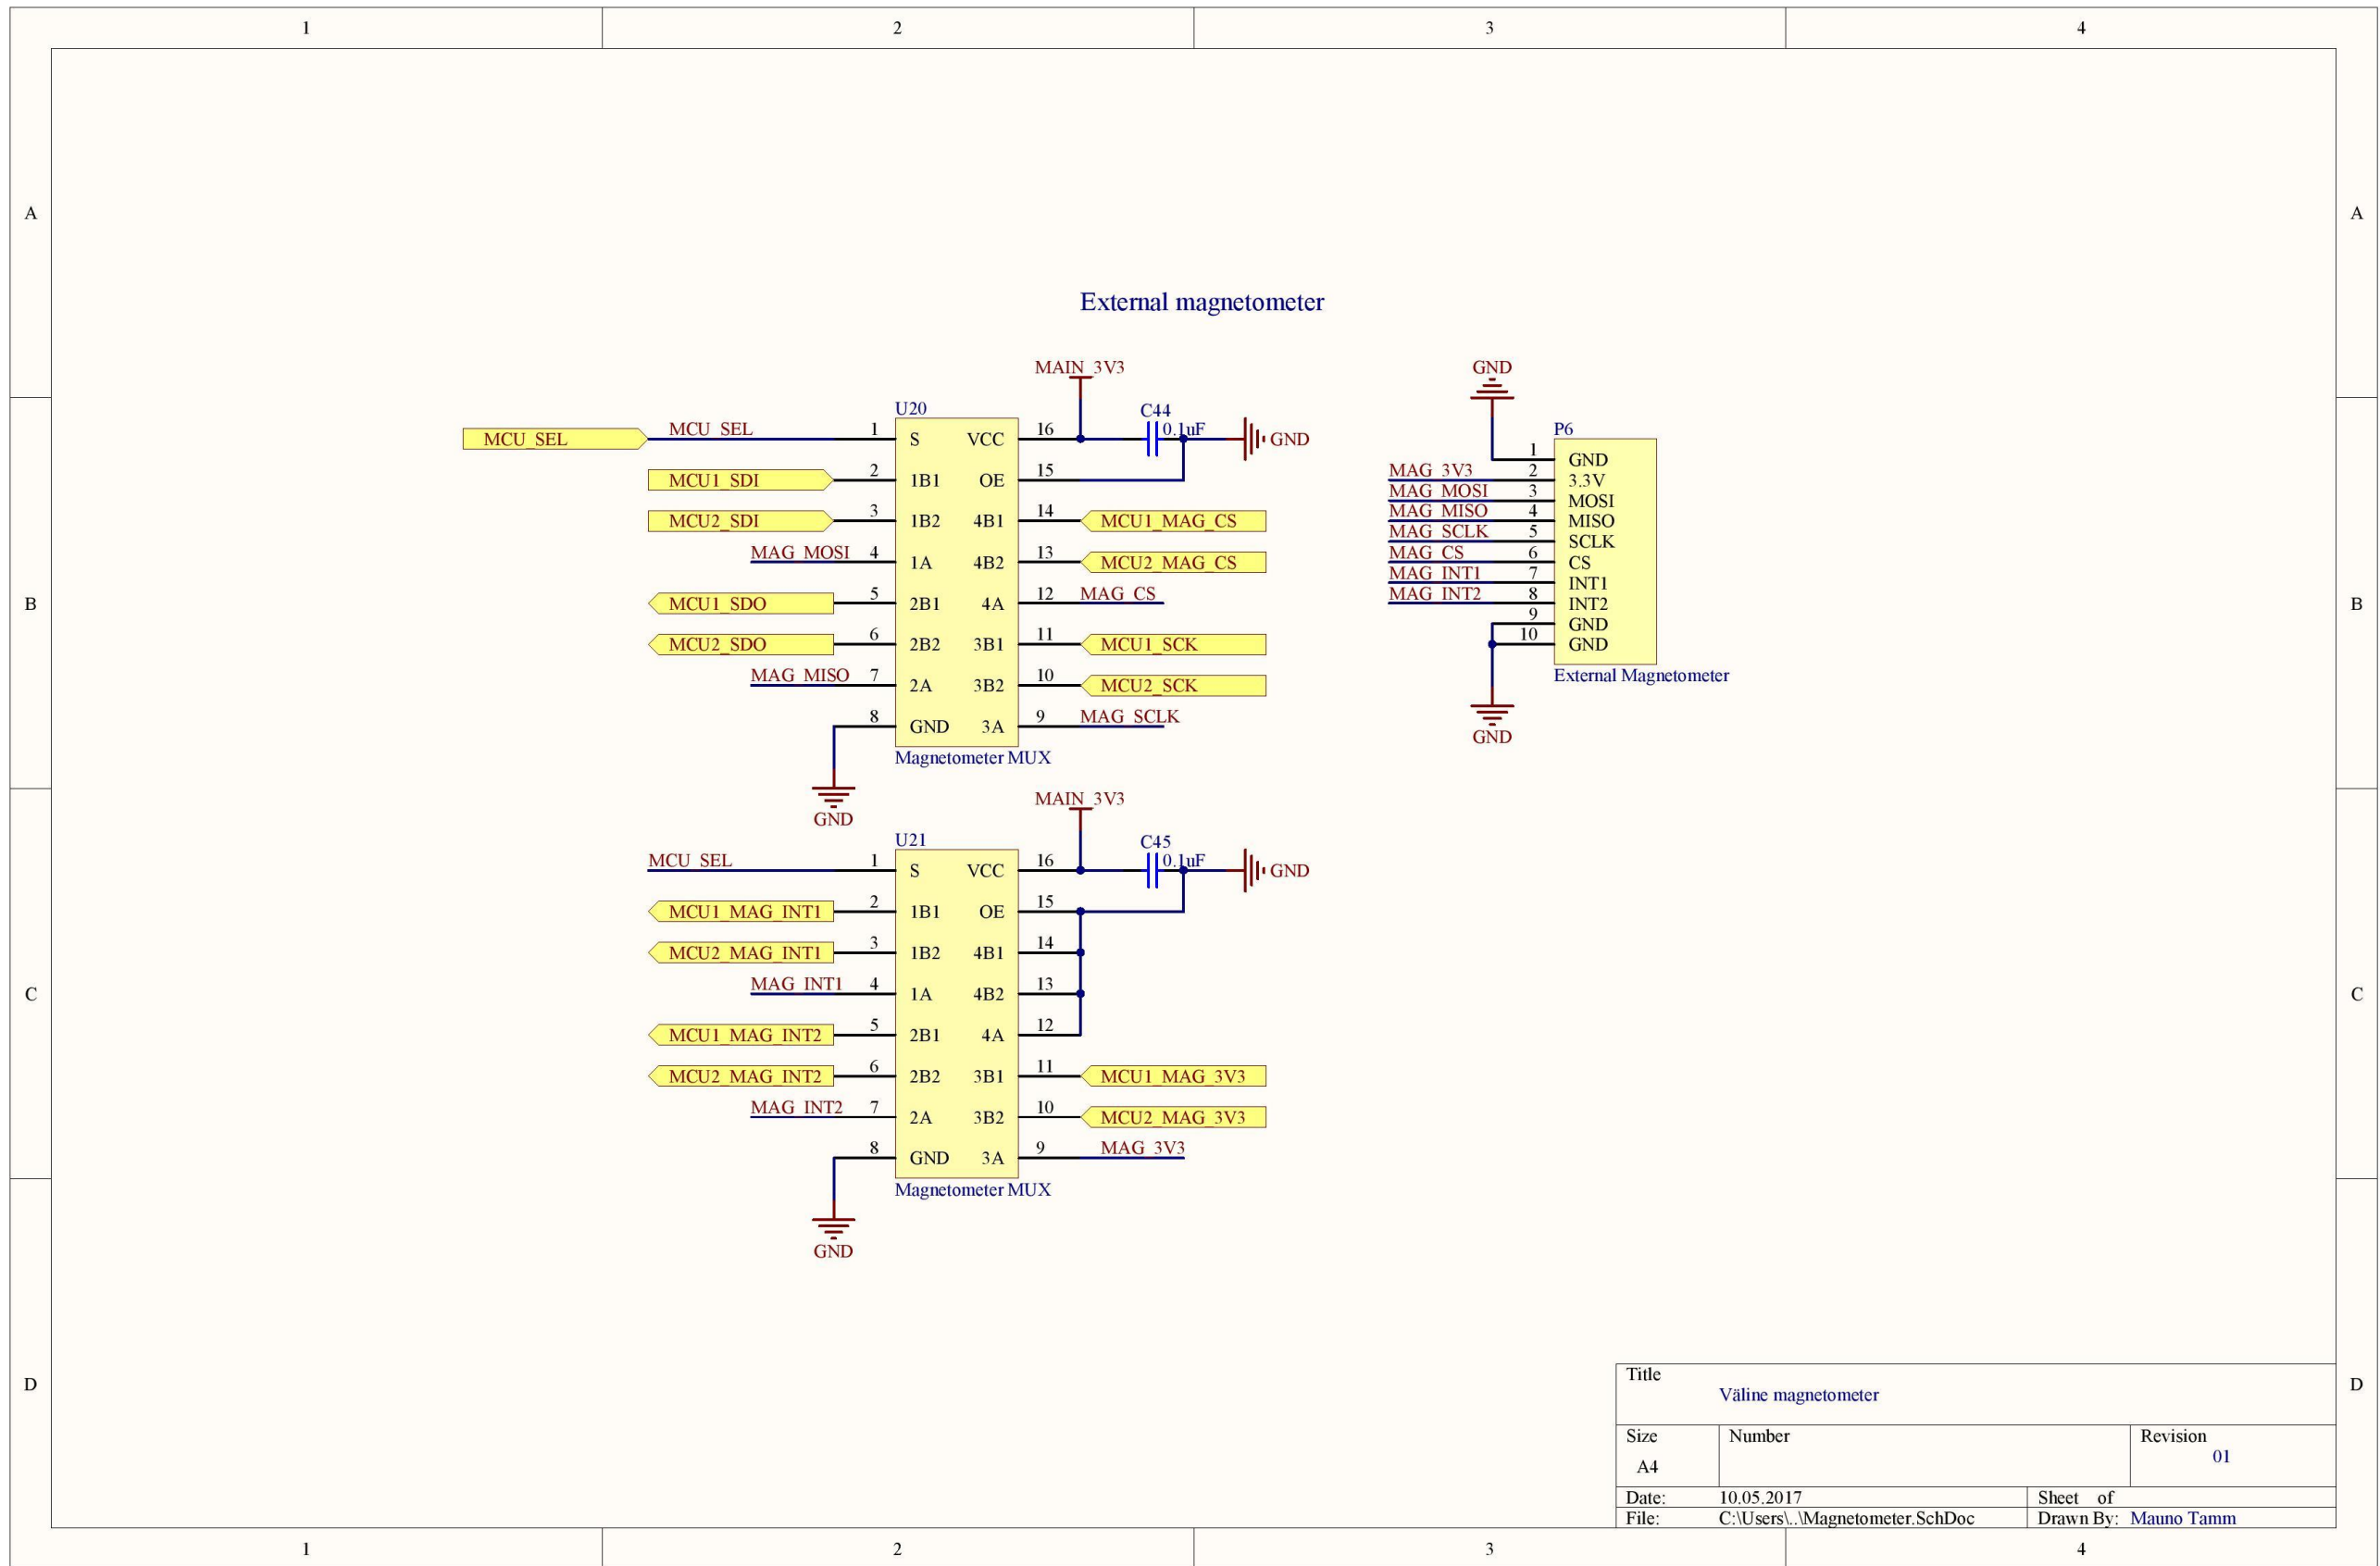 1 2 3 4
A A
External magnetometer
MAIN_3V3
GND
U20
C44
MCU_SEL MCU_SEL 1 S VCC 16 0.1uF GND
P6
1 GND
MCU1_SDI 2 1B1 OE 15
MAG_3V3 2 3.3V
MAG_MOSI 3 MOSI
MCU2_SDI 3 1B2 4B1 14 MCU1_MAG_CS
MAG_MISO 4 MISO
MAG_SCLK 5 SCLK
MAG_MOSI 4 1A 4B2 13 MCU2_MAG_CS
MAG_CS 6 CS
MAG_INT1 7 INT1
B B
MCU1_SDO 5 2B1 4A 12 MAG_CS
MAG_INT2 8 INT2
9 GND
MCU2_SDO 6 2B2 3B1 11 MCU1_SCK
10 GND
MAG_MISO 7 2A 3B2 10 MCU2_SCK
External Magnetometer
8 GND 3A 9 MAG_SCLK
GND
Magnetometer MUX
GND
MAIN_3V3
U21
C45
MCU_SEL 1 S VCC 16 0.1uF GND
MCU1_MAG_INT1 2 1B1 OE 15
MCU2_MAG_INT1 3 1B2 4B1 14
C C
MAG_INT1 4 1A 4B2 13
MCU1_MAG_INT2 5 2B1 4A 12
MCU2_MAG_INT2 6 2B2 3B1 11 MCU1_MAG_3V3
MAG_INT2 7 2A 3B2 10 MCU2_MAG_3V3
8 GND 3A 9 MAG_3V3
Magnetometer MUX
GND
D D
Title
Väline magnetometer
Size Number Revision
A4 01
Date: 10.05.2017 Sheet of
File: C:\Users\..\Magnetometer.SchDoc Drawn By: Mauno Tamm
1 2 3 4